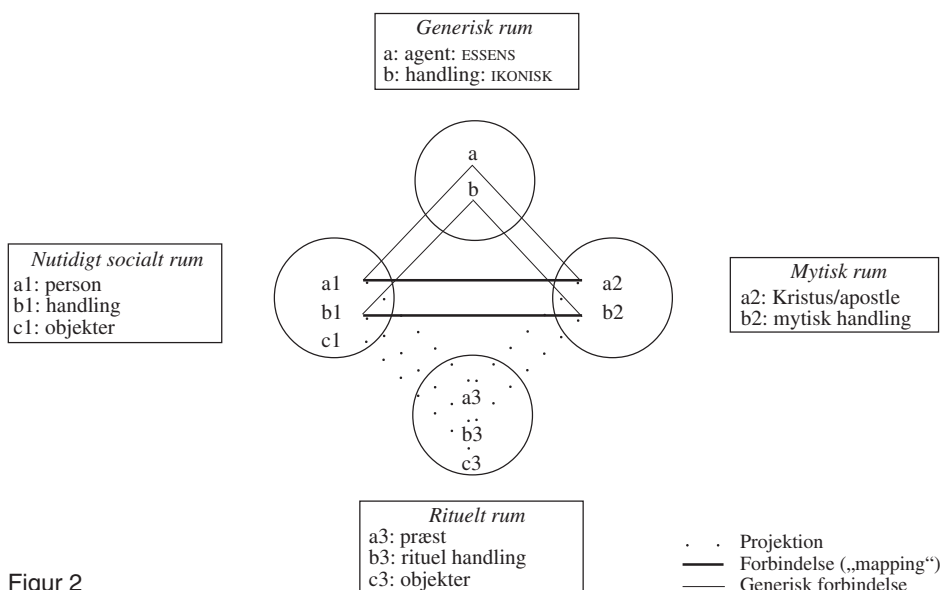 Generisk rum
a: agent: ESSENS
b: handling: IKONISK
a
b
Nutidigt socialt rum
a1: person
b1: handling
c1: objekter
a1
b1
c1
a2
b2
Mytisk rum
a2: Kristus/apostle
b2: mytisk handling
a3
b3
c3
Rituelt rum
a3: præst
b3: rituel handling
c3: objekter
Projektion
Forbindelse („mapping“)
Generisk forbindelse
Figur 2